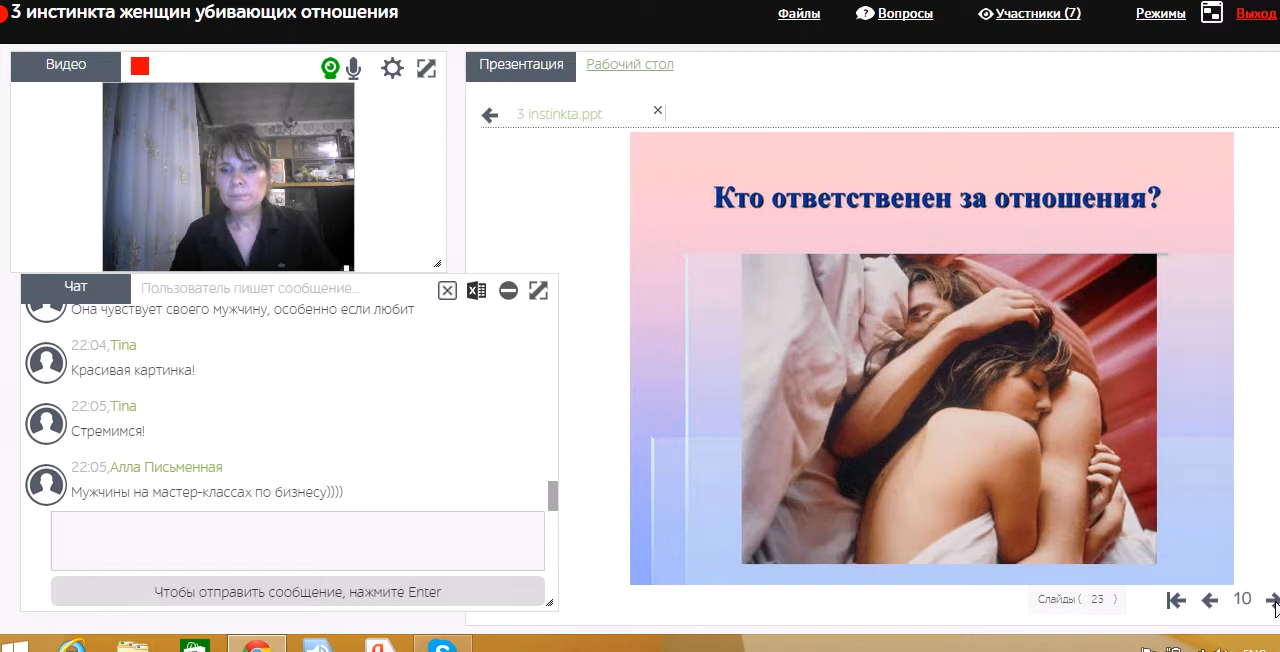 3 инстинкта женщин убивающих отношения
Файлы
Вопросы
Участники (7)
Режимы
Выход
Видео
Презентация
Рабочий стол
3 instinkta.ppt
Кто ответственен за отношения?
Чат
Пользователь пишет сообщение...
Она чувствует своего мужчину, особенно если любит
22:04,Tina
Красивая картинка!
22:05,Tina
Стремимся!
22:05,Алла Письменная
Мужчины на мастер-классах по бизнесу))))
Чтобы отправить сообщение, нажмите Enter
Слайды ( 23 )
10